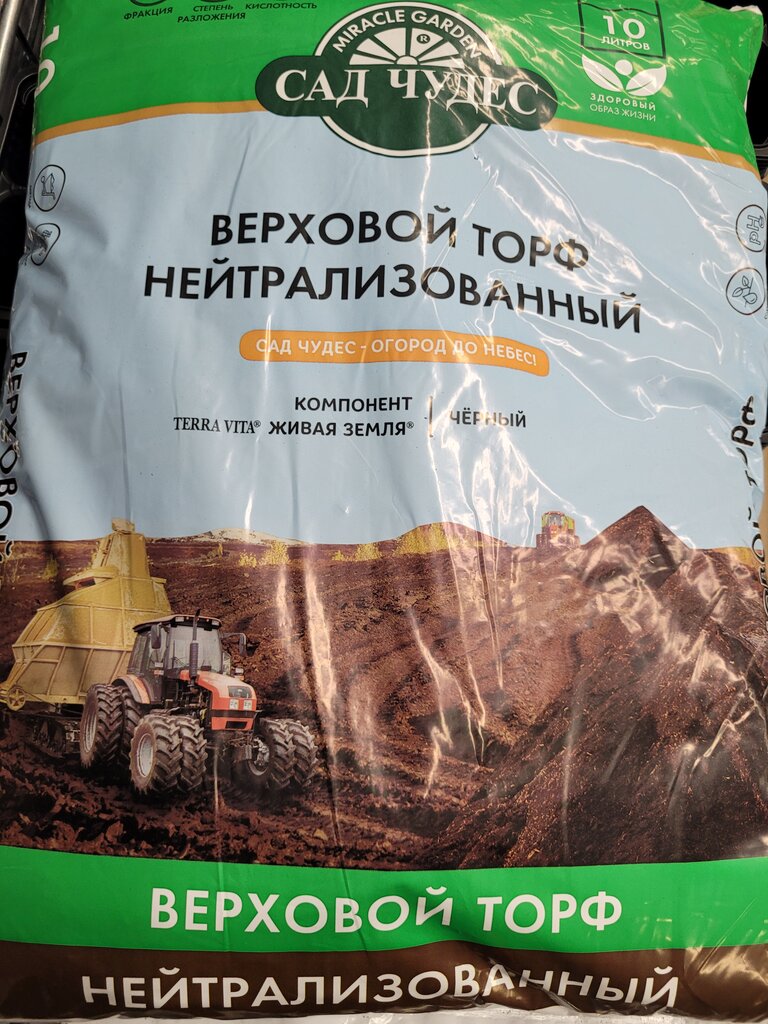 10
ФРАКЦИЯ
СТЕПЕНЬ
РАЗЛОЖЕНИЯ
КИСЛОТНОСТЬ
MIRACLE GARDEN
®
САД ЧУДЕС
10
ЛИТРОВ
ЗДОРОВЫЙ
ОБРАЗ ЖИЗНИ
ВЕРХОВОЙ ТОРФ
НЕЙТРАЛИЗОВАННЫЙ
САД ЧУДЕС - ОГОРОД ДО НЕБЕС!
КОМПОНЕНТ
TERRA VITA® ЖИВАЯ ЗЕМЛЯ®
ЧЁРНЫЙ
pH
ВЕРХОВОЙ
ВЕРХОВОЙ ТОРФ
НЕЙТРАЛИЗОВАННЫЙ